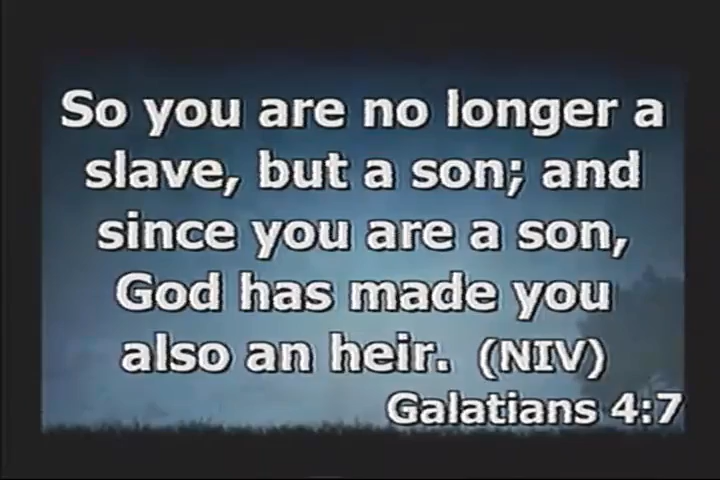 So you are no longer a
slave, but a son; and
since you are a son,
God has made you
also an heir. (NIV)
Galatians 4:7